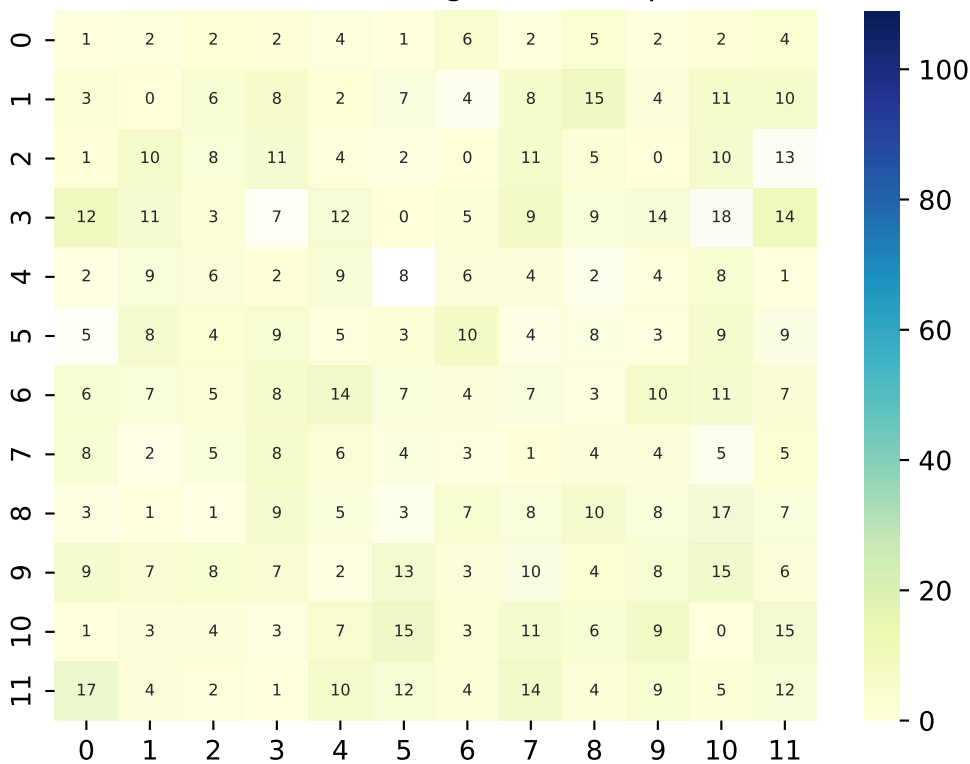 0 1 2 2 2 4 1 6 2 5 2 2 4
1 3 0 6 8 2 7 4 8 15 4 11 10
2 1 10 8 11 4 2 0 11 5 0 10 13
3 12 11 3 7 12 0 5 9 9 14 18 14
4 2 9 6 2 9 8 6 4 2 4 8 1
5 5 8 4 9 5 3 10 4 8 3 9 9
6 6 7 5 8 14 7 4 7 3 10 11 7
7 8 2 5 8 6 4 3 1 4 4 5 5
8 3 1 1 9 5 3 7 8 10 8 17 7
9 9 7 8 7 2 13 3 10 4 8 15 6
10 1 3 4 3 7 15 3 11 6 9 0 15
11 17 4 2 1 10 12 4 14 4 9 5 12
0 1 2 3 4 5 6 7 8 9 10 11
100
80
60
40
20
0